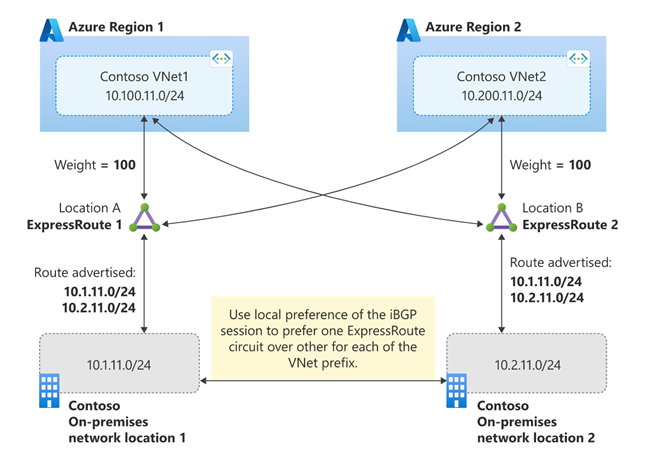 Azure Region 1
Azure Region 2
Contoso VNet1
10.100.11.0/24
Contoso VNet2
10.200.11.0/24
Weight = 100
Weight = 100
Location A
ExpressRoute 1
Location B
ExpressRoute 2
Route advertised:
10.1.11.0/24
10.2.11.0/24
Route advertised:
10.1.11.0/24
10.2.11.0/24
Use local preference of the iBGP
session to prefer one ExpressRoute
circuit over other for each of the
VNet prefix.
10.1.11.0/24
10.2.11.0/24
Contoso
On-premises
network location 1
Contoso
On-premises
network location 2